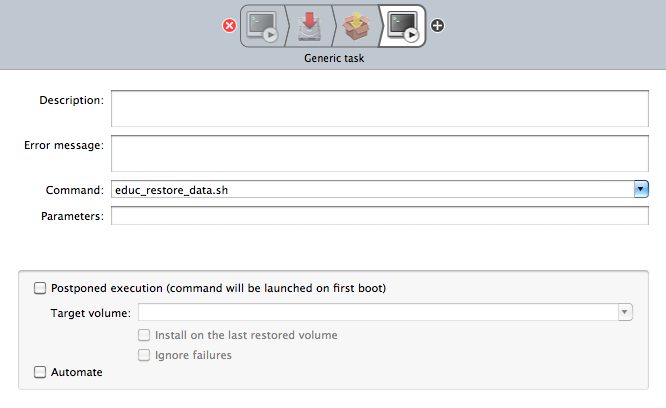 Generic task
Description:
Error message:
Command: educ_restore_data.sh
Parameters:
Postponed execution (command will be launched on first boot)
Target volume:
Install on the last restored volume
Ignore failures
Automate